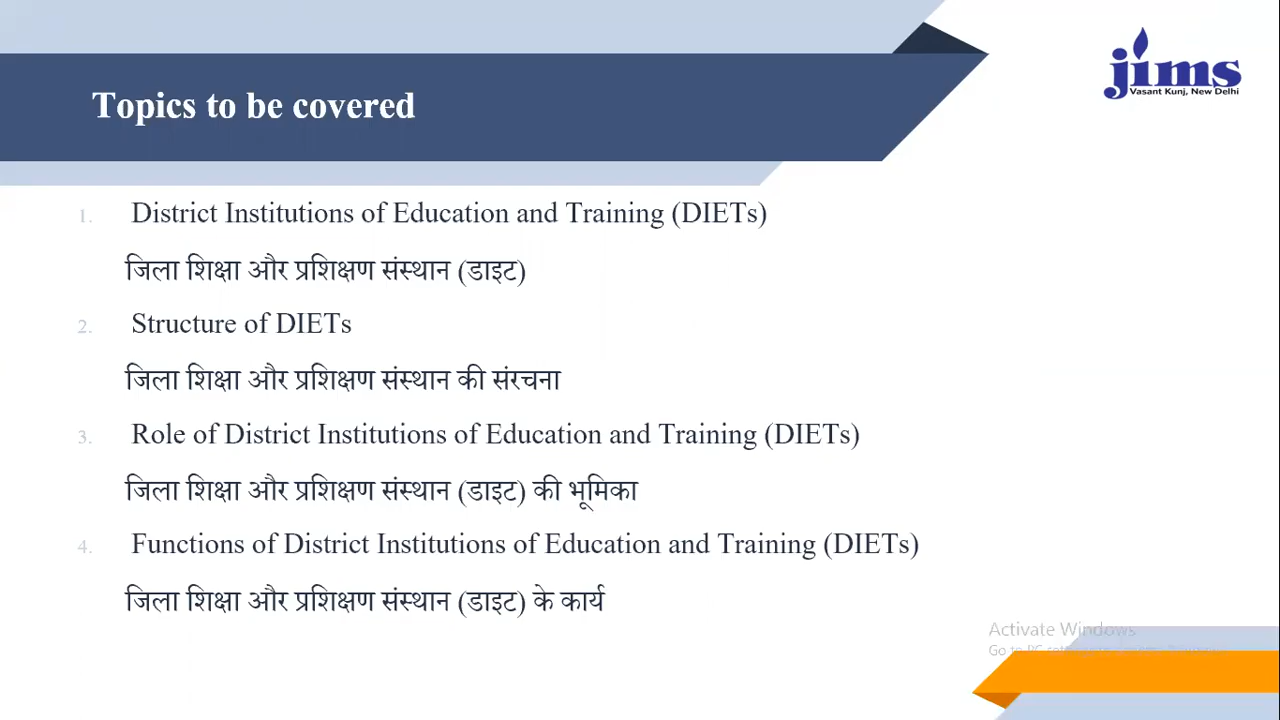 jims
Vasant Kunj, New Delhi
Topics to be covered
1. District Institutions of Education and Training (DIETs)
जिला शिक्षा और प्रशिक्षण संस्थान (डाइट)
2. Structure of DIETs
जिला शिक्षा और प्रशिक्षण संस्थान की संरचना
3. Role of District Institutions of Education and Training (DIETs)
जिला शिक्षा और प्रशिक्षण संस्थान (डाइट) की भूमिका
4. Functions of District Institutions of Education and Training (DIETs)
जिला शिक्षा और प्रशिक्षण संस्थान (डाइट) के कार्य
Activate Windows
Go to PC